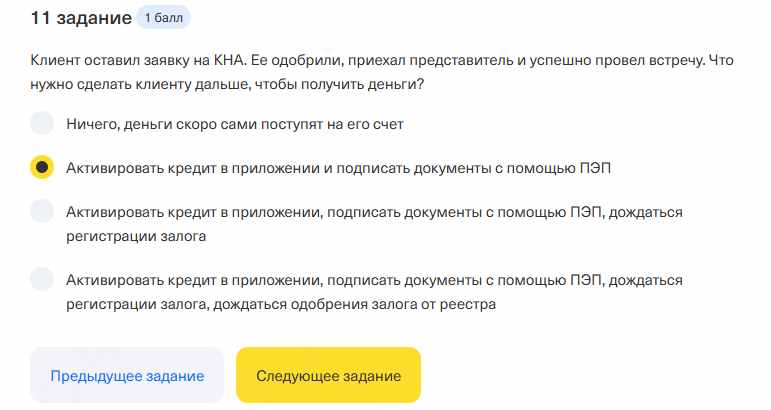 11 задание 1 балл
Клиент оставил заявку на КНА. Ее одобрили, приехал представитель и успешно провел встречу. Что
нужно сделать клиенту дальше, чтобы получить деньги?
Ничего, деньги скоро сами поступят на его счет
Активировать кредит в приложении и подписать документы с помощью ПЭП
Активировать кредит в приложении, подписать документы с помощью ПЭП, дождаться
регистрации залога
Активировать кредит в приложении, подписать документы с помощью ПЭП, дождаться
регистрации залога, дождаться одобрения залога от реестра
Предыдущее задание Следующее задание